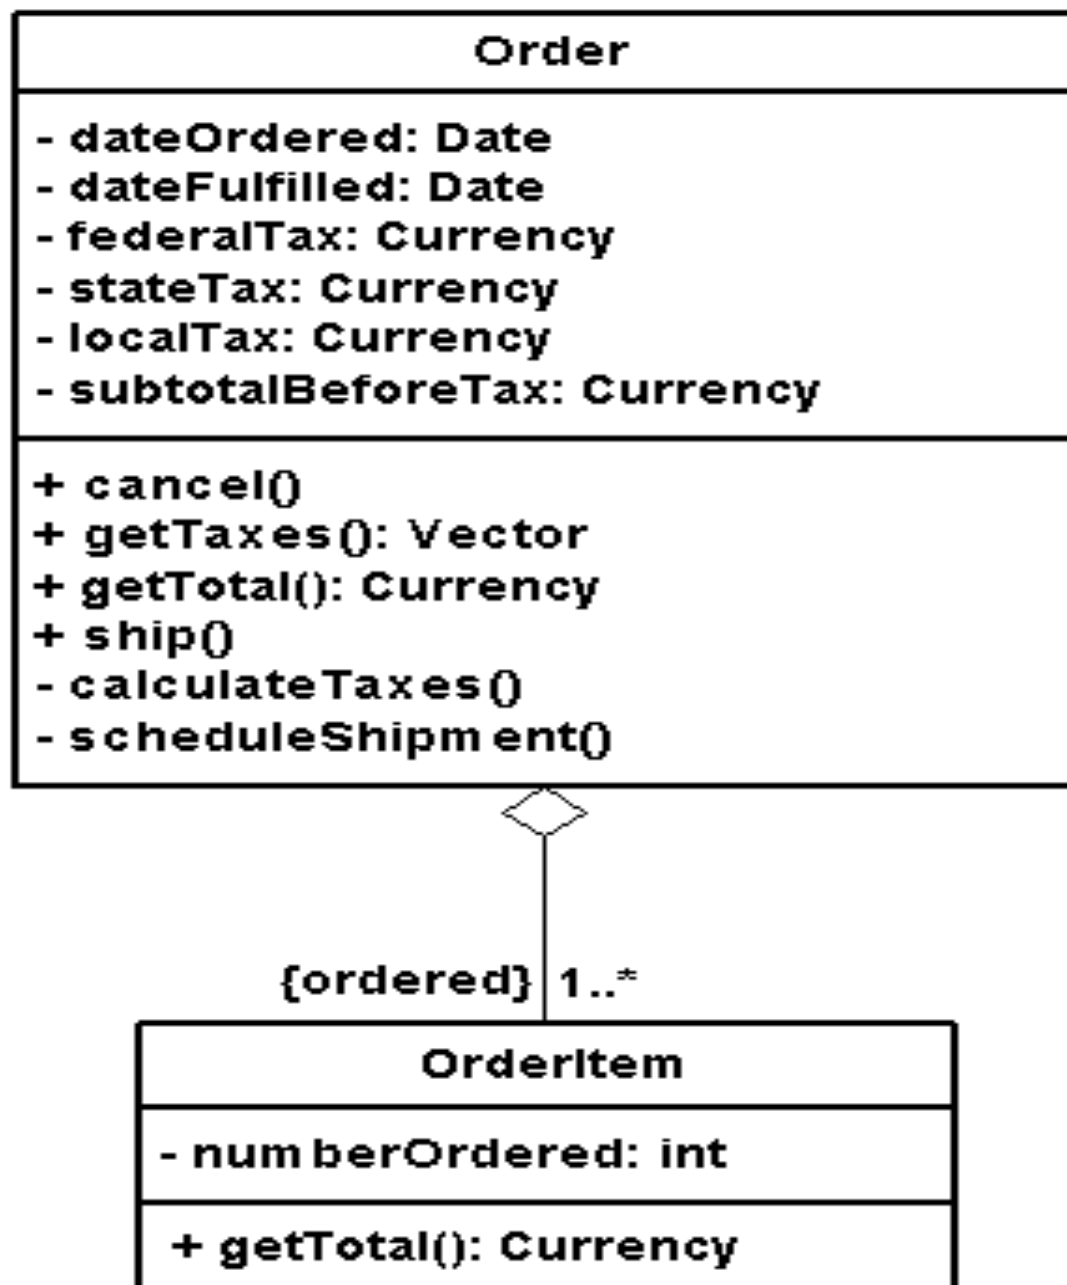 Order
- dateOrdered: Date
- dateFulfilled: Date
- federalTax: Currency
- stateTax: Currency
- localTax: Currency
- subtotalBeforeTax: Currency
+ cancel()
+ getTaxes(): Vector
+ getTotal(): Currency
+ ship()
- calculateTaxes()
- scheduleShipment()
{ordered} 1..*
OrderItem
- numberOrdered: int
+ getTotal(): Currency